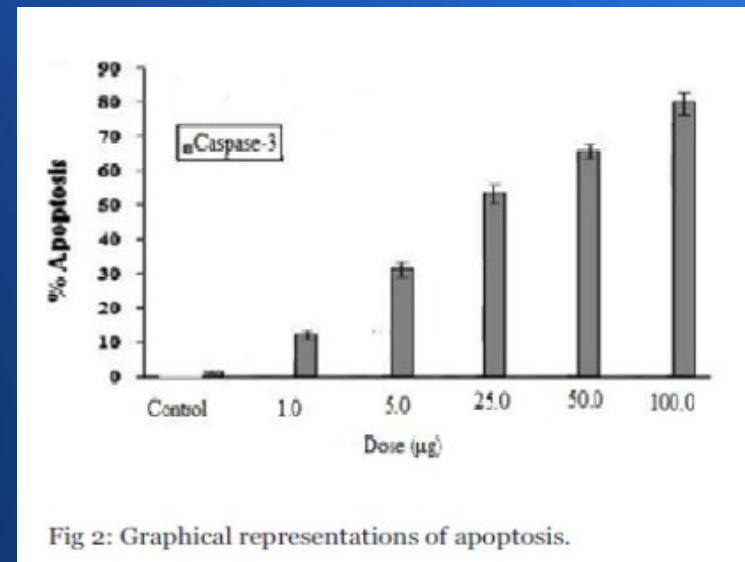 90
80
70
60
50
40
30
20
10
0
% Apoptosis
Caspase-3
Control 1.0 5.0 25.0 50.0 100.0
Dose (µg)
Fig 2: Graphical representations of apoptosis.